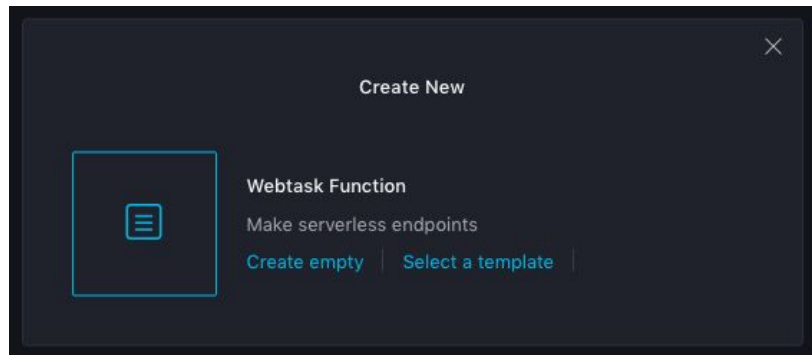 Create New
Webtask Function
Make serverless endpoints
Create empty Select a template